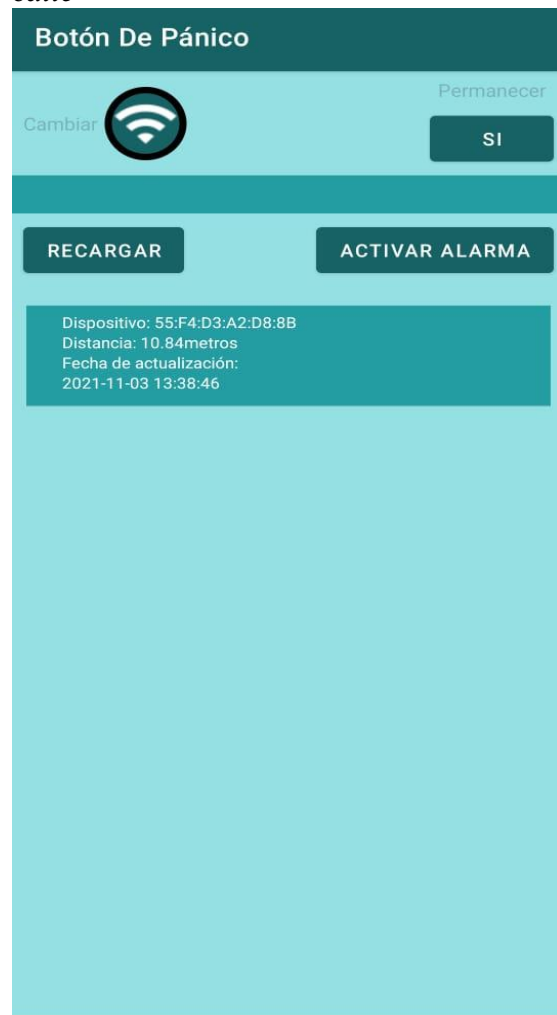 Botón De Pánico
Permanecer
Cambiar
SI
RECARGAR
ACTIVAR ALARMA
Dispositivo: 55:F4:D3:A2:D8:8B
Distancia: 10.84metros
Fecha de actualización:
2021-11-03 13:38:46